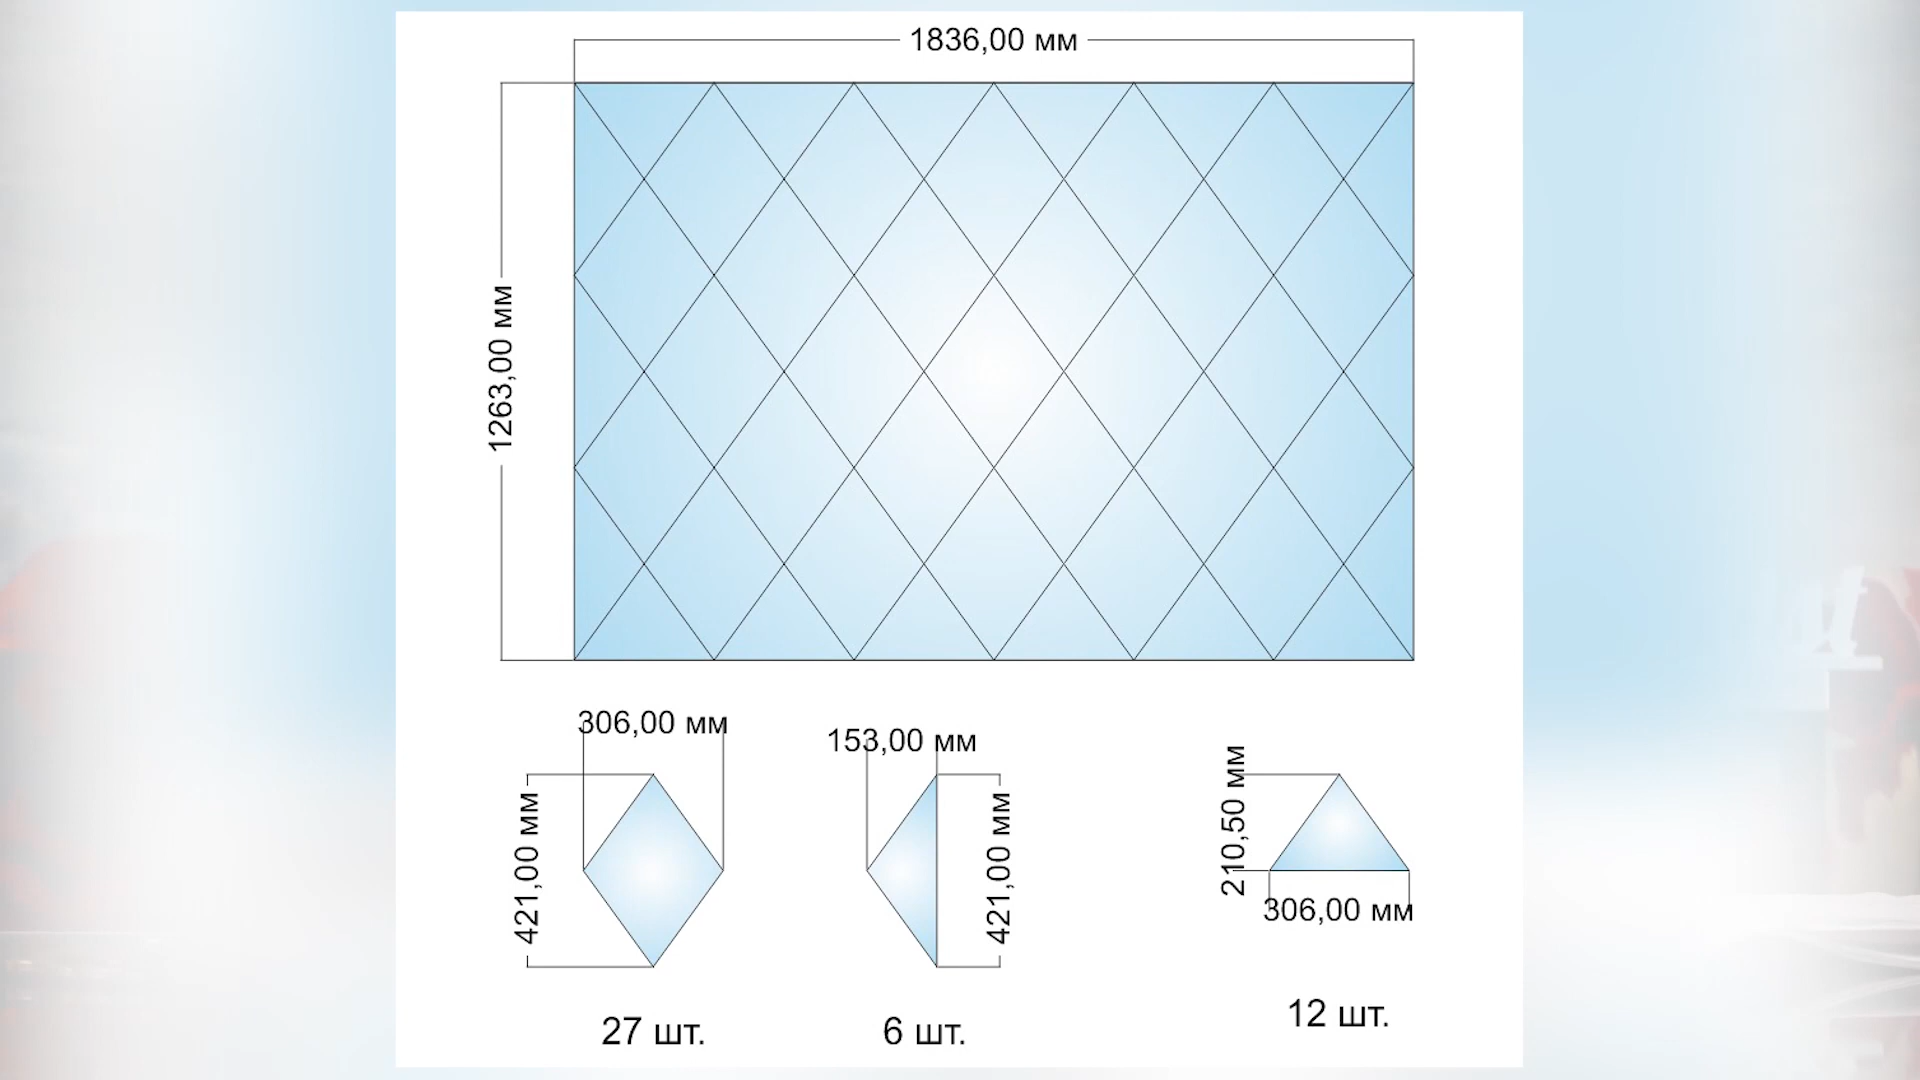 1836,00 мм
1263,00 мм
306,00 мм
421,00 мм
153,00 мм
421,00 мм
210,50 мм
306,00 мм
27 шт.
6 шт.
12 шт.